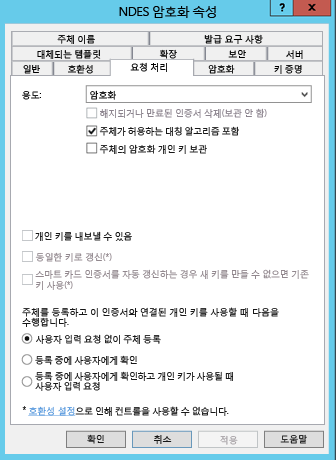 NDES 암호화 속성
주체 이름
발급 요구 사항
대체되는 템플릿
확장
보안
서버
일반
호환성
요청 처리
암호화
키 증명
용도:
암호화
해지되거나 만료된 인증서 삭제(보관 안 함)
주체가 허용하는 대칭 알고리즘 포함
주체의 암호화 개인 키 보관
개인 키를 내보낼 수 있음
동일한 키로 갱신(*)
스마트 카드 인증서를 자동 갱신하는 경우 새 키를 만들 수 없으면 기존
키 사용(*)
주체를 등록하고 이 인증서와 연결된 개인 키를 사용할 때 다음을
수행합니다.
사용자 입력 요청 없이 주체 등록
등록 중에 사용자에게 확인
등록 중에 사용자에게 확인하고 개인 키가 사용될 때
사용자 입력 요청
* 호환성 설정으로 인해 컨트롤을 사용할 수 없습니다.
확인
취소
적용
도움말